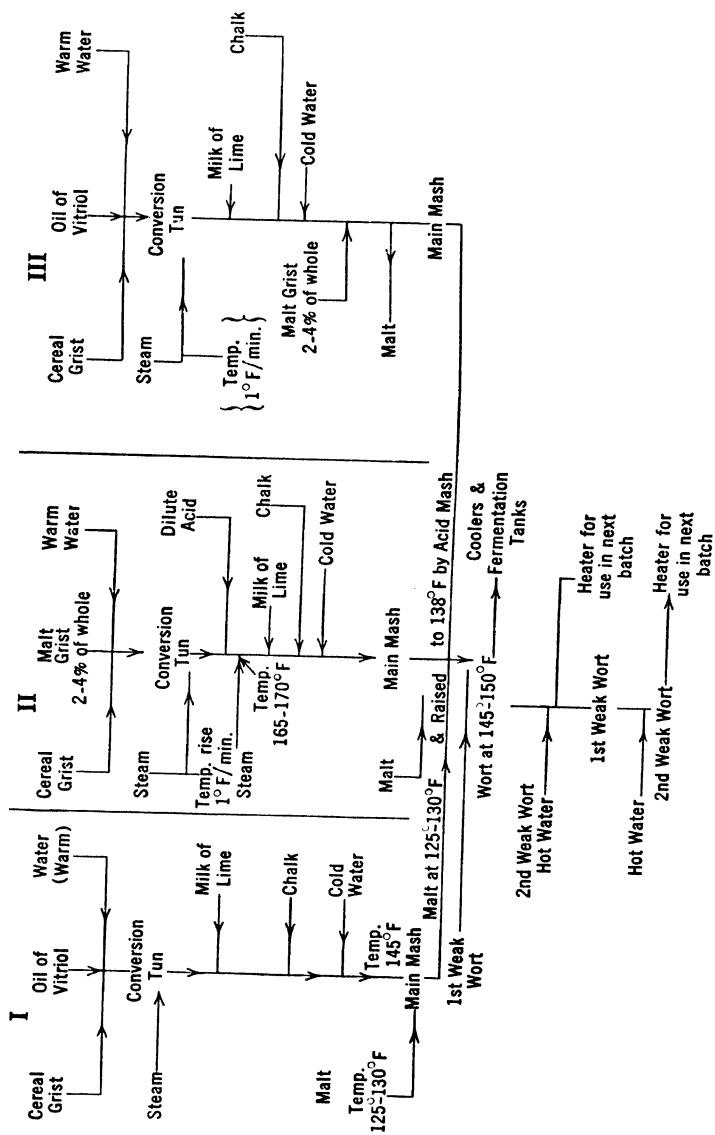 I
Cereal
Grist
Oil of
Vitriol
Water
(Warm)
Conversion
Tun
Steam
Milk of
Lime
Chalk
Cold
Water
Temp.
145°F
Main Mash
Malt
Temp.
125°-130°F
II
Cereal
Grist
Malt
Grist
2-4% of whole
Warm
Water
Conversion
Tun
Steam
Temp. rise
1°F/min.
Steam
Dilute
Acid
Temp.
165-170°F
Milk of
Lime
Chalk
Cold Water
Main Mash
Malt
III
Cereal
Grist
Oil of
Vitriol
Warm
Water
Conversion
Tun
Steam
{ Temp. }
{ 1°F/min. }
Milk of
Lime
Chalk
Cold Water
Malt Grist
2-4% of whole
Malt
Main Mash
Malt at 125°-130°F & Raised to 138°F by Acid Mash
1st Weak
Wort
Wort at 145°-150°F
Coolers &
Fermentation
Tanks
2nd Weak Wort
Hot Water
Heater for
use in next
batch
1st Weak Wort
Hot Water
2nd Weak Wort
Heater for
use in next
batch